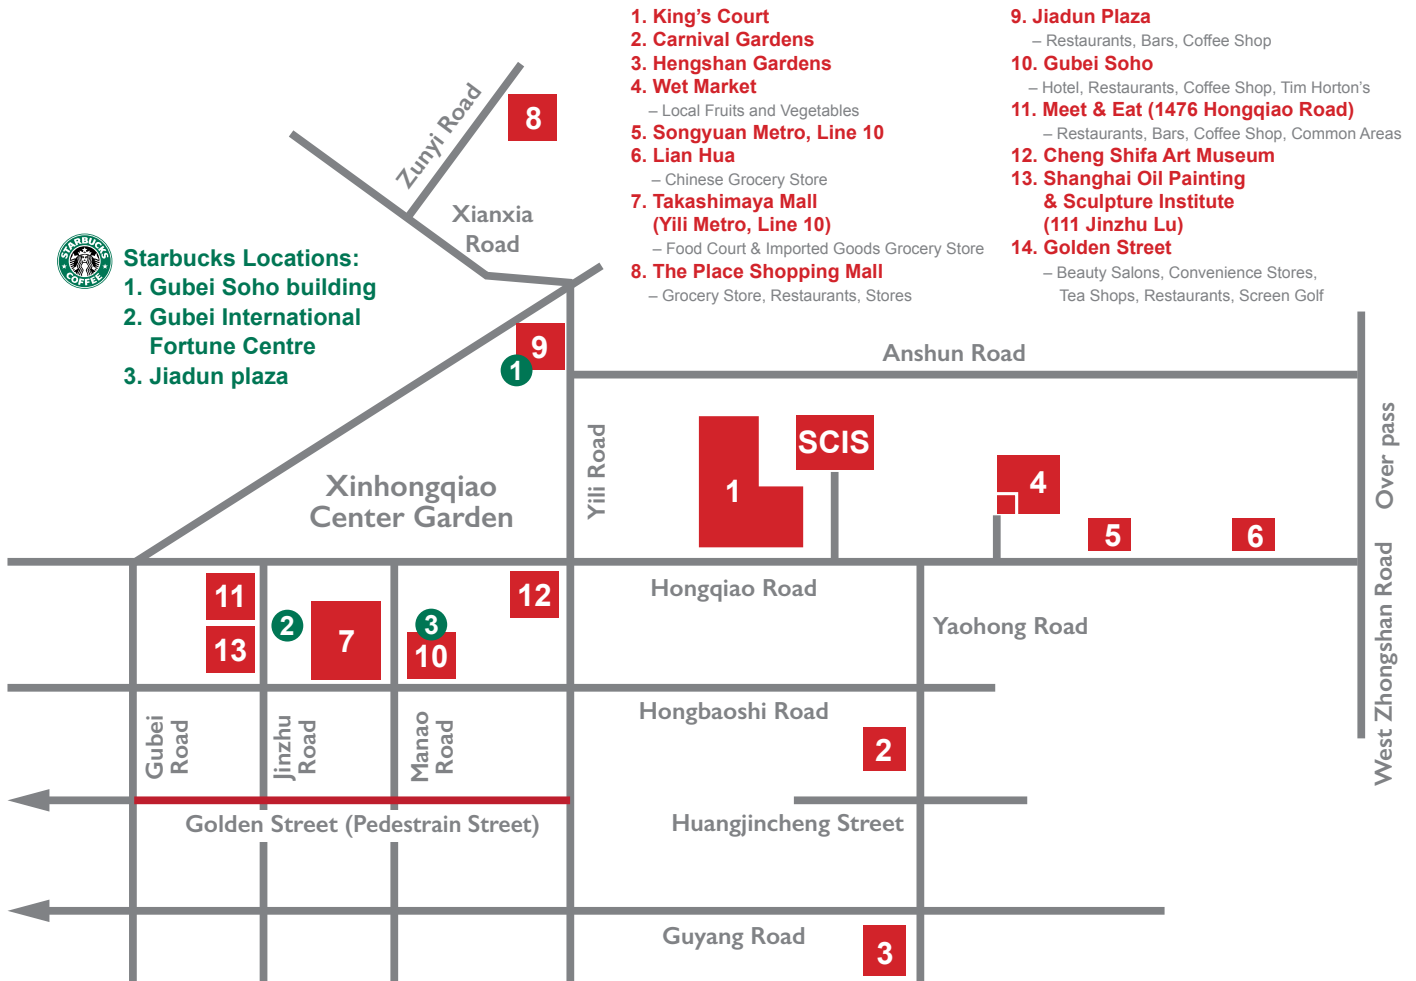 1. King's Court
2. Carnival Gardens
3. Hengshan Gardens
4. Wet Market
– Local Fruits and Vegetables
5. Songyuan Metro, Line 10
6. Lian Hua
– Chinese Grocery Store
7. Takashimaya Mall
(Yili Metro, Line 10)
– Food Court & Imported Goods Grocery Store
8. The Place Shopping Mall
– Grocery Store, Restaurants, Stores
9. Jiadun Plaza
– Restaurants, Bars, Coffee Shop
10. Gubei Soho
– Hotel, Restaurants, Coffee Shop, Tim Horton's
11. Meet & Eat (1476 Hongqiao Road)
– Restaurants, Bars, Coffee Shop, Common Areas
12. Cheng Shifa Art Museum
13. Shanghai Oil Painting
& Sculpture Institute
(111 Jinzhu Lu)
14. Golden Street
– Beauty Salons, Convenience Stores,
Tea Shops, Restaurants, Screen Golf
Zunyi Road
8
Xianxia
Road
STARBUCKS
COFFEE
Starbucks Locations:
1. Gubei Soho building
2. Gubei International
Fortune Centre
3. Jiadun plaza
9
1
Anshun Road
Yili Road
Xinhongqiao
Center Garden
1
SCIS
4
5
6
Over pass
West Zhongshan Road
Hongqiao Road
Yaohong Road
11
13
2
7
3
10
12
Hongbaoshi Road
Gubei
Road
Jinzhu
Road
Manao
Road
2
Golden Street (Pedestrain Street)
Huangjincheng Street
Guyang Road
3